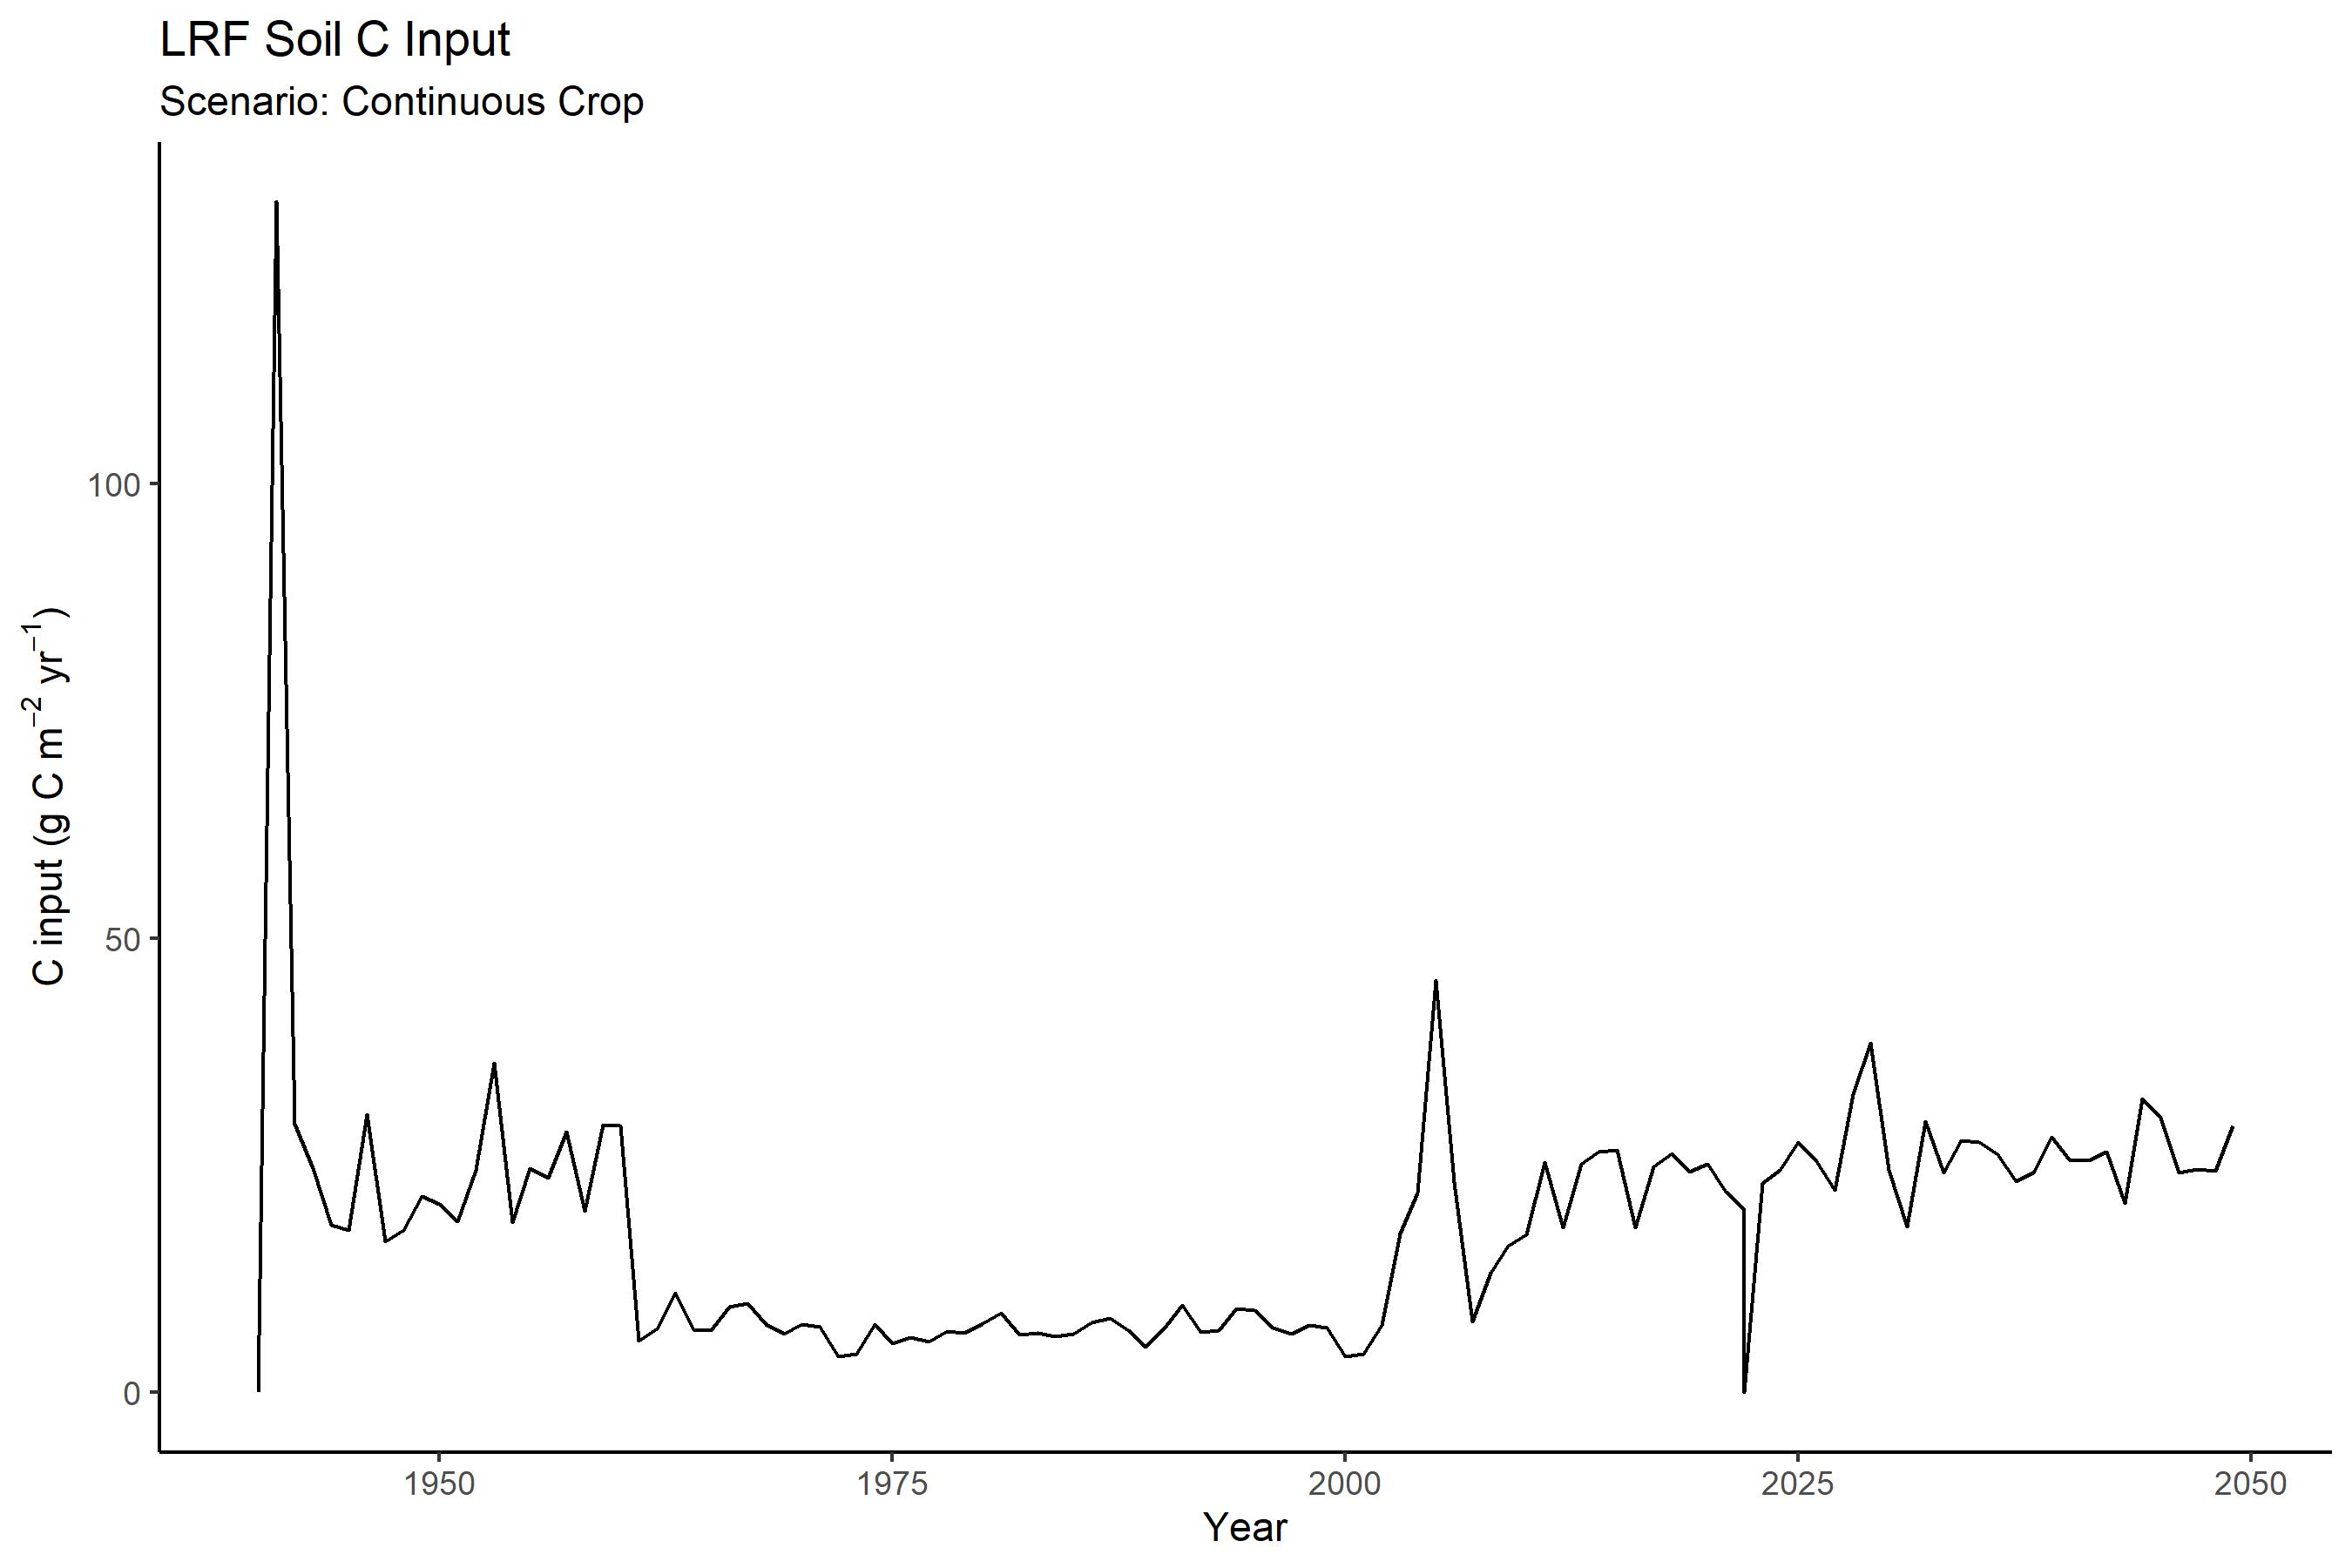 LRF Soil C Input
Scenario: Continuous Crop
C input (g C m⁻² yr⁻¹)
100
50
0
1950 1975 2000 2025 2050
Year